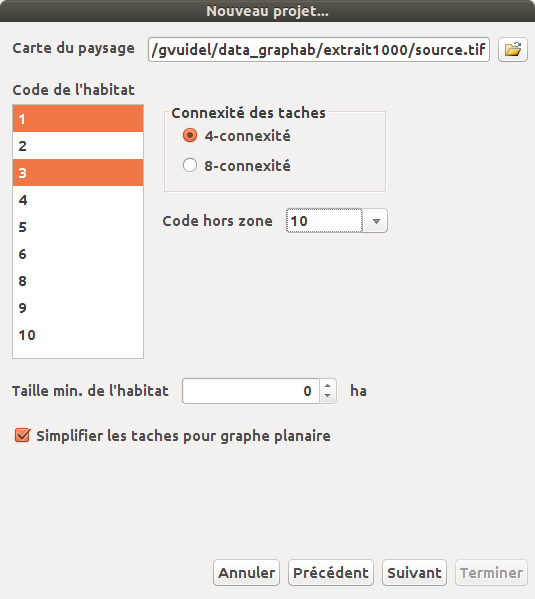 Nouveau projet...
Carte du paysage /gvuidel/data_graphab/extrait1000/source.tif
Code de l'habitat
1
2
3
4
5
6
8
9
10
Connexité des taches
4-connexité
8-connexité
Code hors zone 10
Taille min. de l'habitat 0 ha
Simplifier les taches pour graphe planaire
Annuler Précédent Suivant Terminer